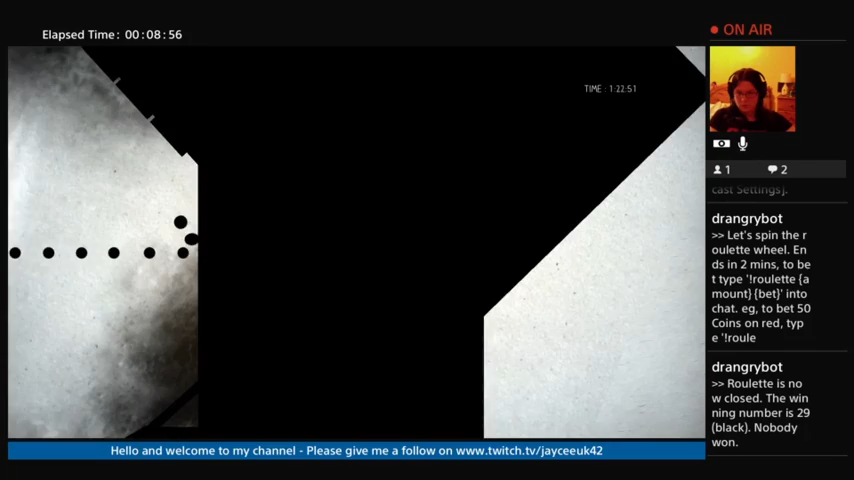 Elapsed Time: 00:08:56
ON AIR
TIME : 1:22:51
1
2
cast Settings].
drangrybot
>> Let's spin the r
oulette wheel. En
ds in 2 mins, to be
t type '!roulette {a
mount} {bet}' into
chat. eg, to bet 50
Coins on red, typ
e '!roule
drangrybot
>> Roulette is no
w closed. The win
ning number is 29
(black). Nobody
won.
Hello and welcome to my channel - Please give me a follow on www.twitch.tv/jayceeuk42